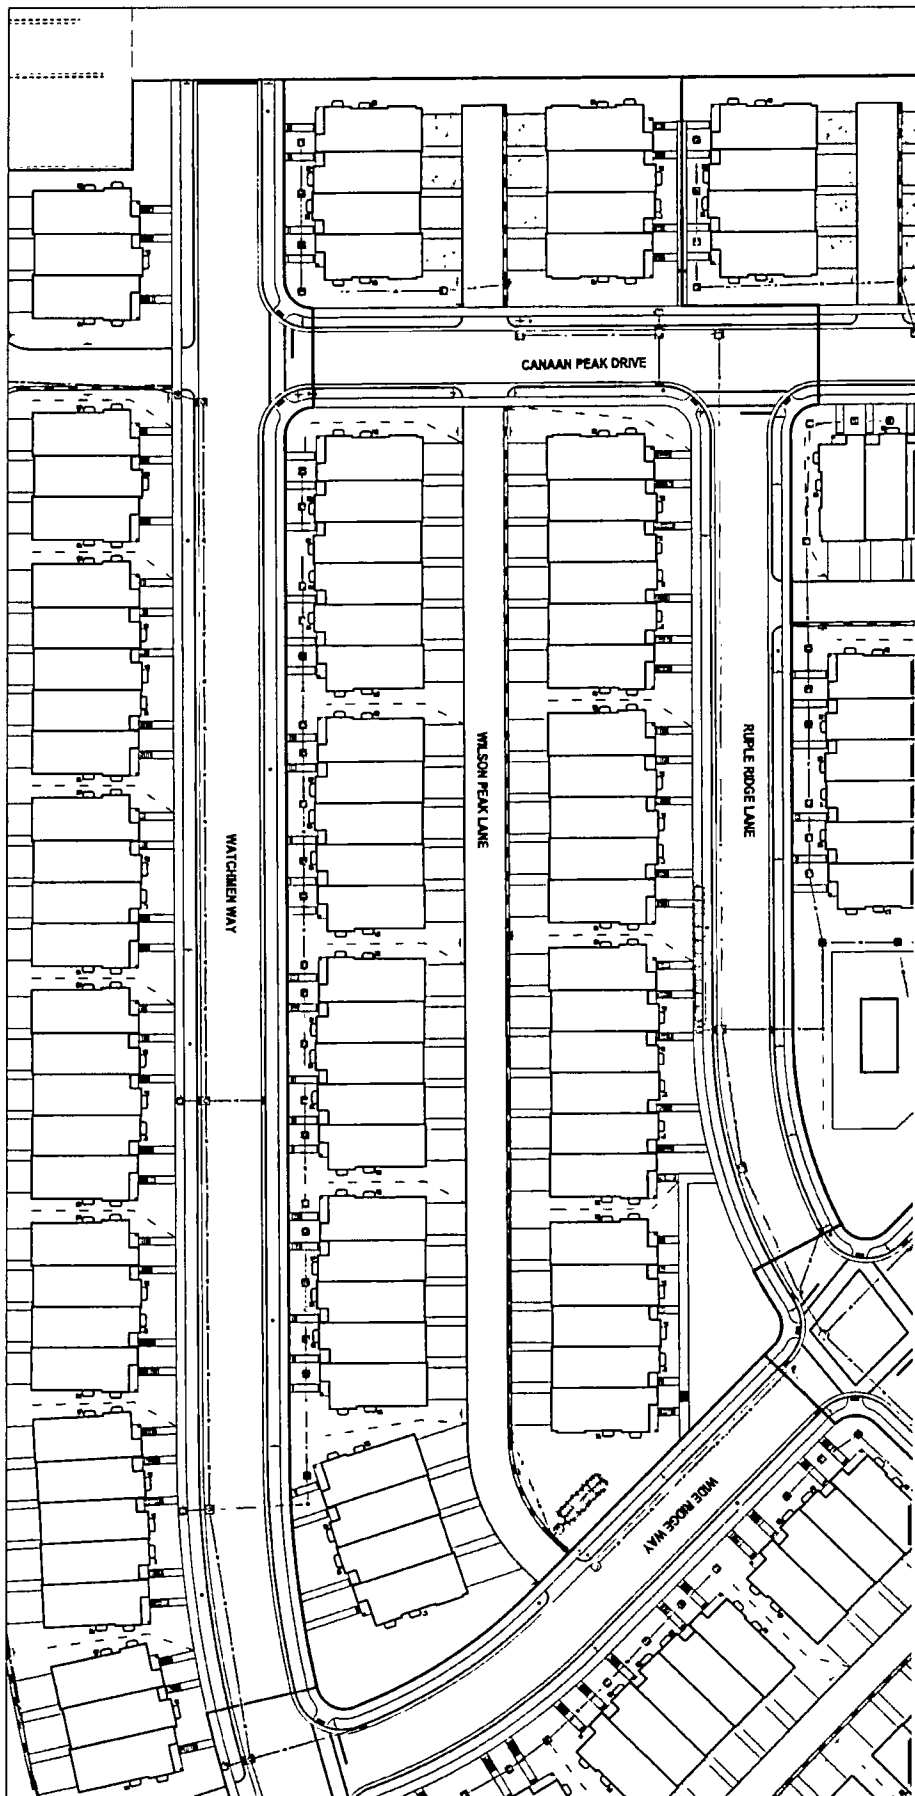 CANAAN PEAK DRIVE
WILSON PEAK LANE
RUPLE RIDGE LANE
WATCHMEN WAY
WIDE RIDGE WAY